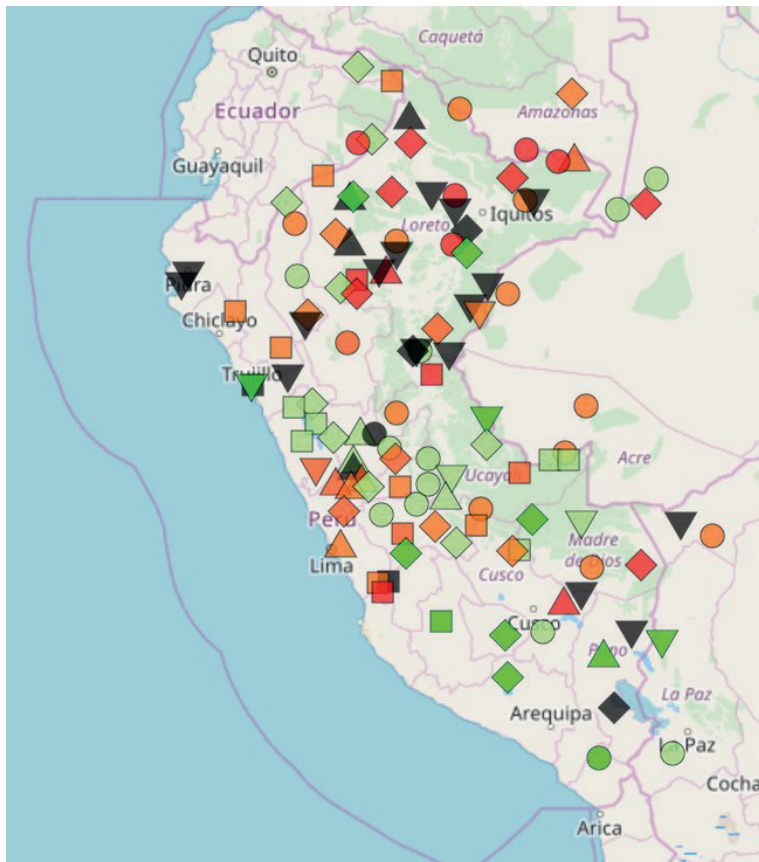 Caquetá
Quito
Ecuador
Amazonas
Guayaquil
Iquitos
Loreto
Piura
Chiclayo
Trujillo
Acre
Ucayali
Perú
Madre
de Dios
Lima
Cusco
Cusco
Puno
La Paz
Arequipa
La Paz
Cocha
Arica